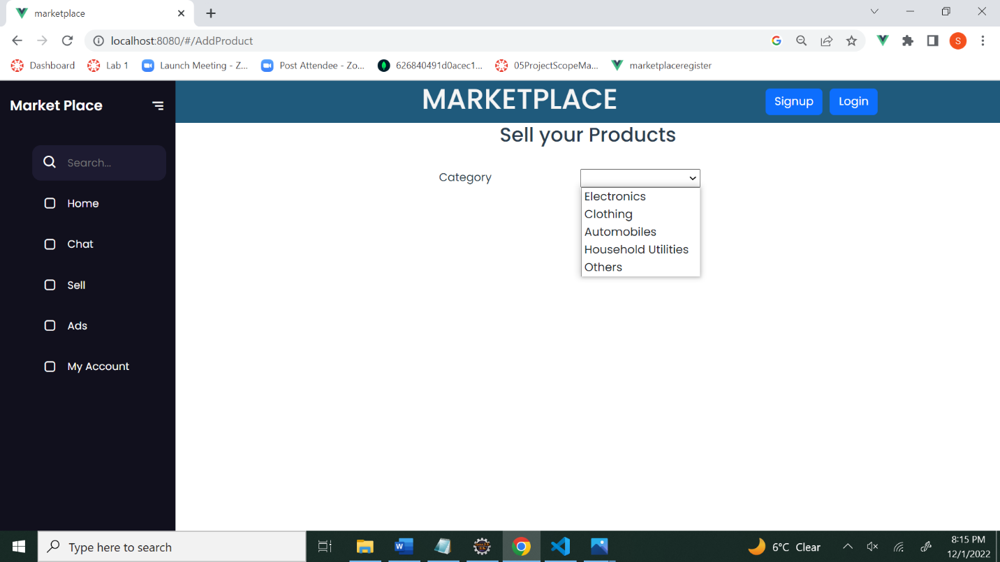 marketplace
localhost:8080/#/AddProduct
S
Dashboard
Lab 1
Launch Meeting - Z...
Post Attendee - Zo...
626840491d0acec1...
05ProjectScopeMa...
marketplaceregister
Market Place
MARKETPLACE
Signup
Login
Sell your Products
Search...
Category
Electronics
Clothing
Automobiles
Household Utilities
Others
Home
Chat
Sell
Ads
My Account
Type here to search
6°C Clear
8:15 PM
12/1/2022